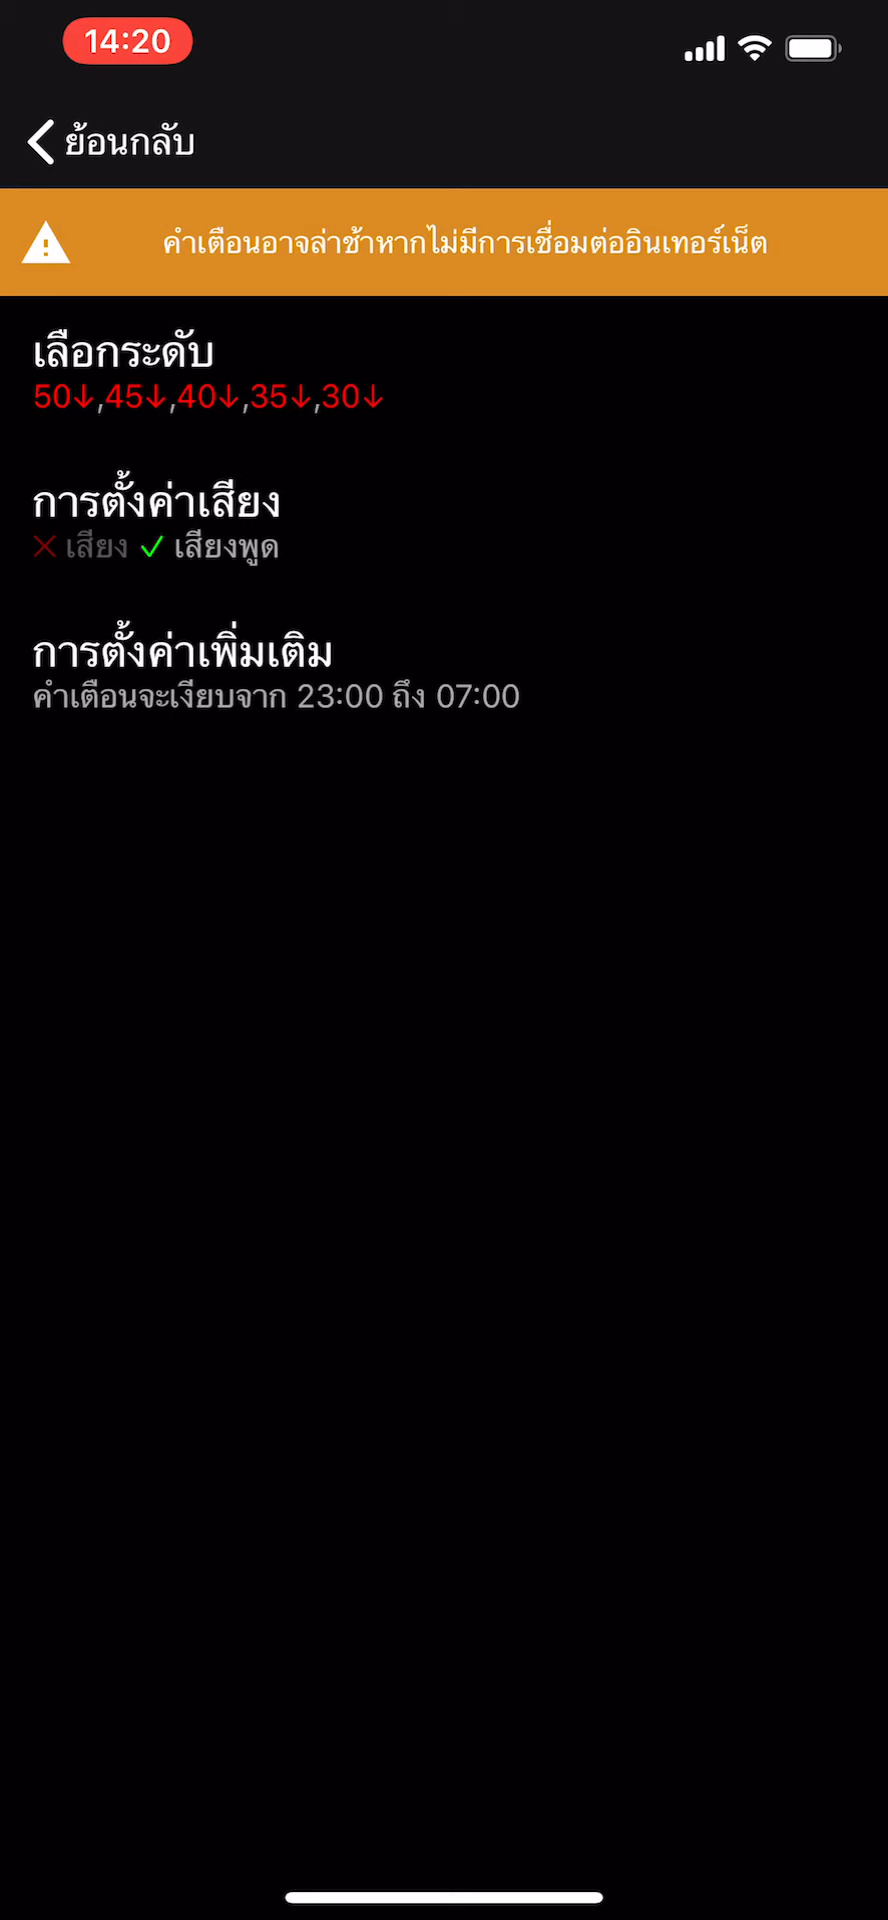 14:20
ย้อนกลับ
คำเตือนอาจล่าช้าหากไม่มีการเชื่อมต่ออินเทอร์เน็ต
เลือกระดับ
50↓,45↓,40↓,35↓,30↓
การตั้งค่าเสียง
✕ เสียง ✓ เสียงพูด
การตั้งค่าเพิ่มเติม
คำเตือนจะเงียบจาก 23:00 ถึง 07:00